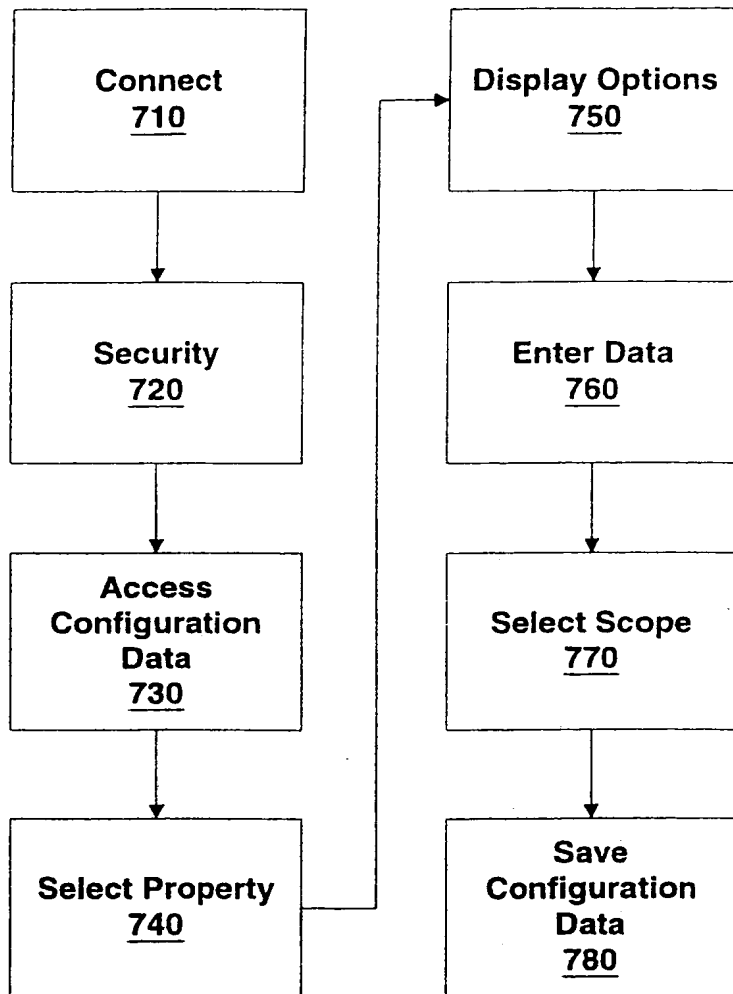 Connect
710
Security
720
Access
Configuration
Data
730
Select Property
740
Display Options
750
Enter Data
760
Select Scope
770
Save
Configuration
Data
780